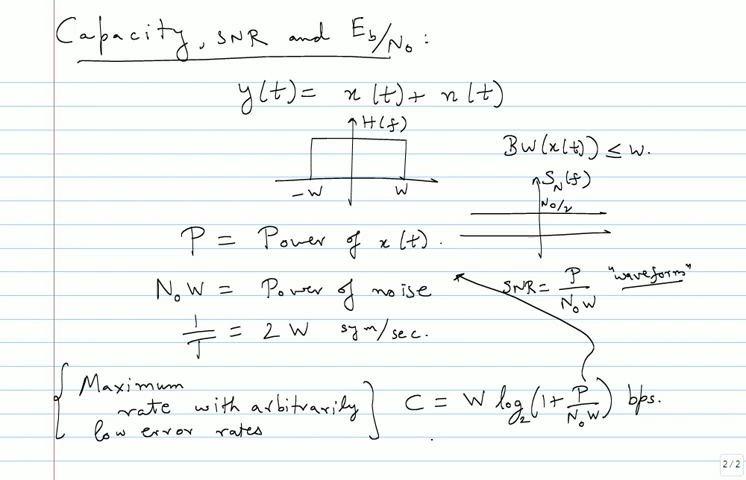 Capacity, SNR and Eb/N0 :
y(t) = x(t) + n(t)
H(f)
BW(x(t)) ≤ W.
-W W
SN(f)
N0/2
P = Power of x(t).
N0W = Power of noise
SNR = P/N0W "waveform"
1/T = 2W sym/sec.
{ Maximum
rate with arbitrarily
low error rates }
C = W log2(1 + P/N0W) bps.
2/2